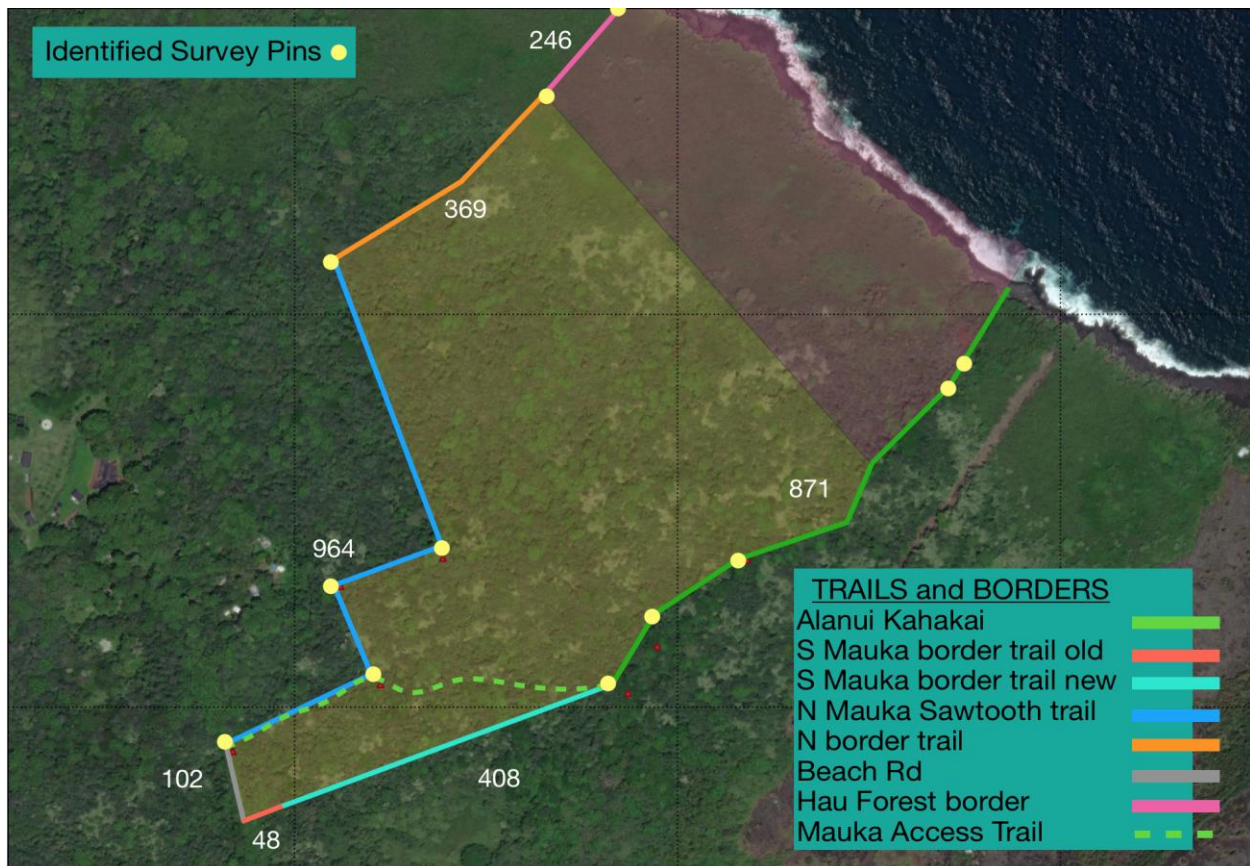 Identified Survey Pins
246
369
871
964
102
408
48
TRAILS and BORDERS
Alanui Kahakai
S Mauka border trail old
S Mauka border trail new
N Mauka Sawtooth trail
N border trail
Beach Rd
Hau Forest border
Mauka Access Trail